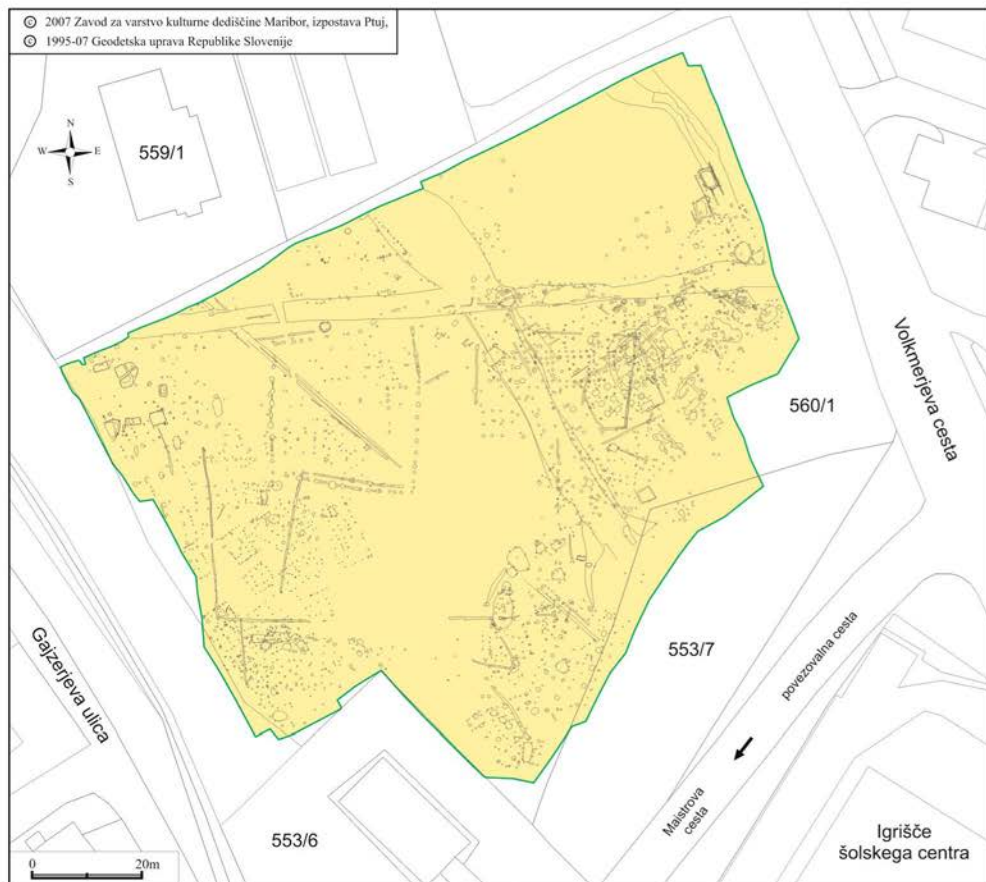 © 2007 Zavod za varstvo kulturne dediščine Maribor, izpostava Ptuj,
© 1995-07 Geodetska uprava Republike Slovenije
N
W E
S
559/1
560/1
Volkmerjeva cesta
553/7
povezovalna cesta
Gajzerjeva ulica
Maistrova
cesta
553/6
Igrišče
šolskega centra
0 20m